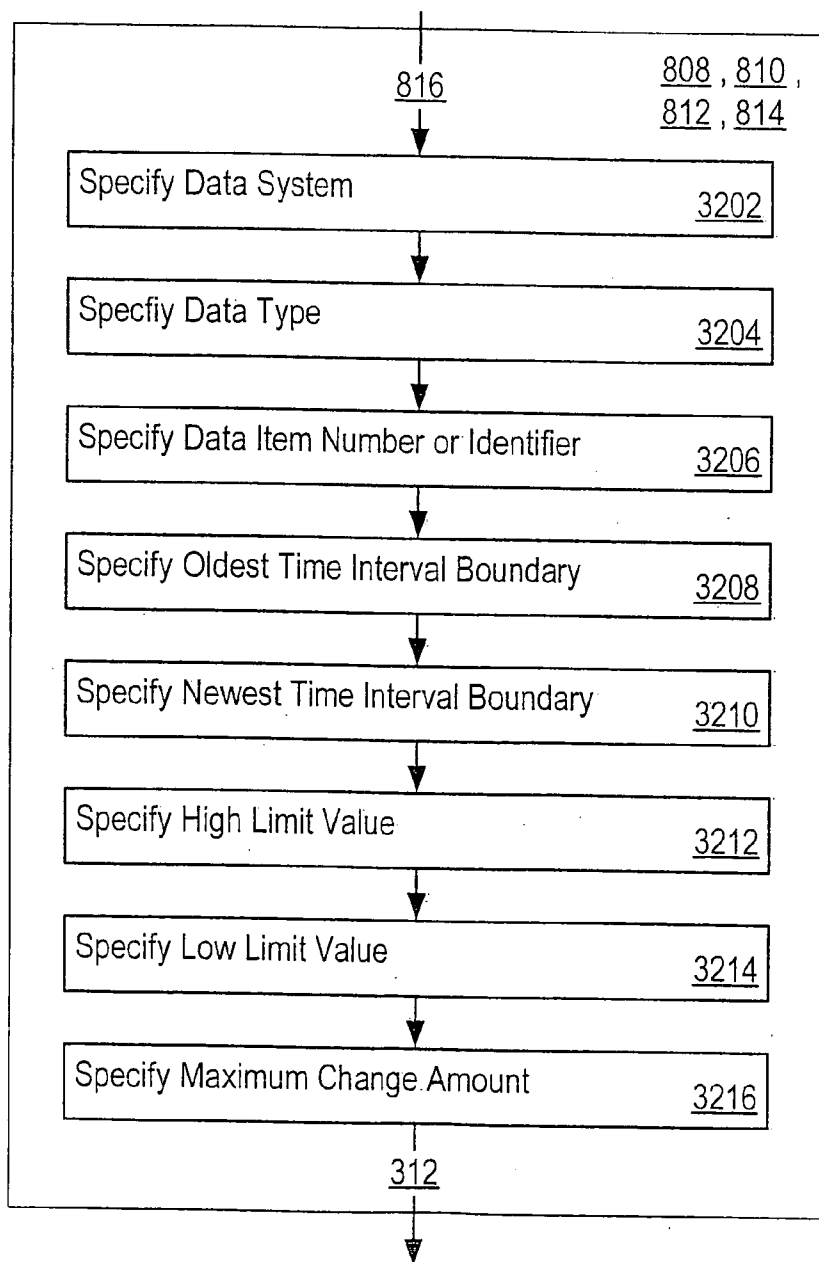 816
808 , 810 ,
812 , 814
Specify Data System
3202
Specfiy Data Type
3204
Specify Data Item Number or Identifier
3206
Specify Oldest Time Interval Boundary
3208
Specify Newest Time Interval Boundary
3210
Specify High Limit Value
3212
Specify Low Limit Value
3214
Specify Maximum Change Amount
3216
312